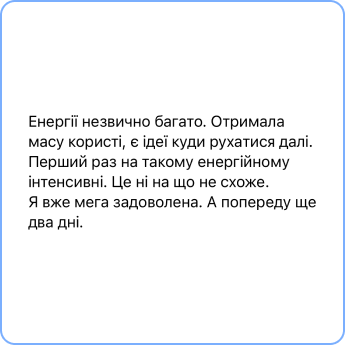 Енергії незвично багато. Отримала
масу користі, є ідеї куди рухатися далі.
Перший раз на такому енергійному
інтенсивні. Це ні на що не схоже.
Я вже мега задоволена. А попереду ще
два дні.